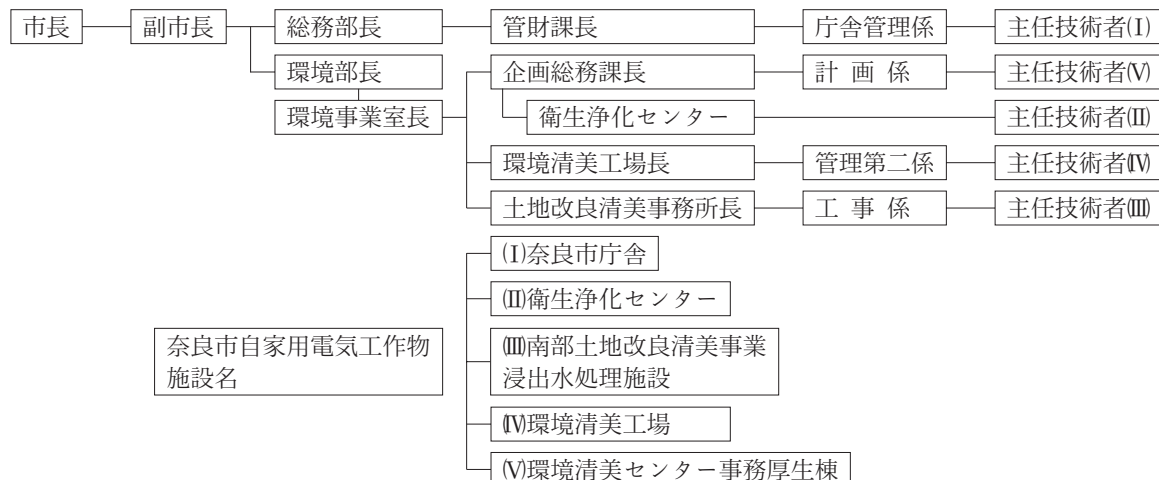 市長 副市長 総務部長 管財課長 庁舎管理係 主任技術者(Ⅰ)
環境部長 企画総務課長 計画係 主任技術者(Ⅴ)
環境事業室長 衛生浄化センター 主任技術者(Ⅱ)
環境清美工場長 管理第二係 主任技術者(Ⅳ)
土地改良清美事務所長 工事係 主任技術者(Ⅲ)
奈良市自家用電気工作物
施設名
(Ⅰ)奈良市庁舎
(Ⅱ)衛生浄化センター
(Ⅲ)南部土地改良清美事業
浸出水処理施設
(Ⅳ)環境清美工場
(Ⅴ)環境清美センター事務厚生棟